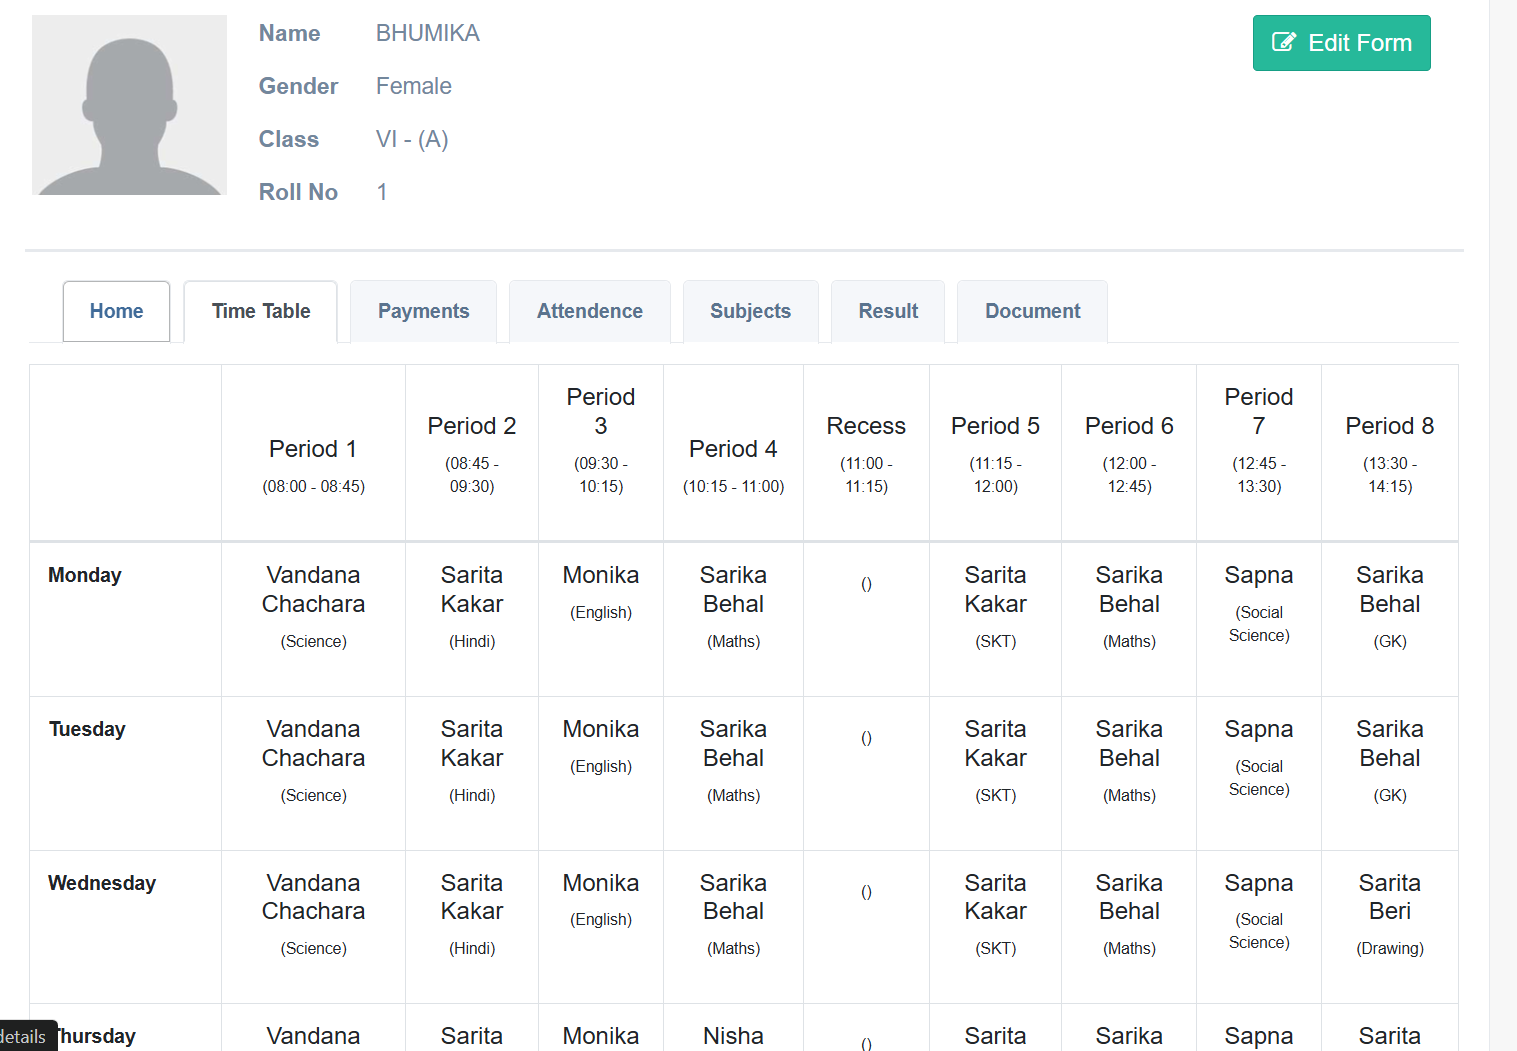 Name BHUMIKA
Edit Form
Gender Female
Class VI - (A)
Roll No 1
Home Time Table Payments Attendence Subjects Result Document
Period 1
(08:00 - 08:45)
Period 2
(08:45 -
09:30)
Period
3
(09:30 -
10:15)
Period 4
(10:15 - 11:00)
Recess
(11:00 -
11:15)
Period 5
(11:15 -
12:00)
Period 6
(12:00 -
12:45)
Period
7
(12:45 -
13:30)
Period 8
(13:30 -
14:15)
Monday
Vandana
Chachara
(Science)
Sarita
Kakar
(Hindi)
Monika
(English)
Sarika
Behal
(Maths)
()
Sarita
Kakar
(SKT)
Sarika
Behal
(Maths)
Sapna
(Social
Science)
Sarika
Behal
(GK)
Tuesday
Vandana
Chachara
(Science)
Sarita
Kakar
(Hindi)
Monika
(English)
Sarika
Behal
(Maths)
()
Sarita
Kakar
(SKT)
Sarika
Behal
(Maths)
Sapna
(Social
Science)
Sarika
Behal
(GK)
Wednesday
Vandana
Chachara
(Science)
Sarita
Kakar
(Hindi)
Monika
(English)
Sarika
Behal
(Maths)
()
Sarita
Kakar
(SKT)
Sarika
Behal
(Maths)
Sapna
(Social
Science)
Sarita
Beri
(Drawing)
details
Thursday
Vandana
Sarita
Monika
Nisha
()
Sarita
Sarika
Sapna
Sarita